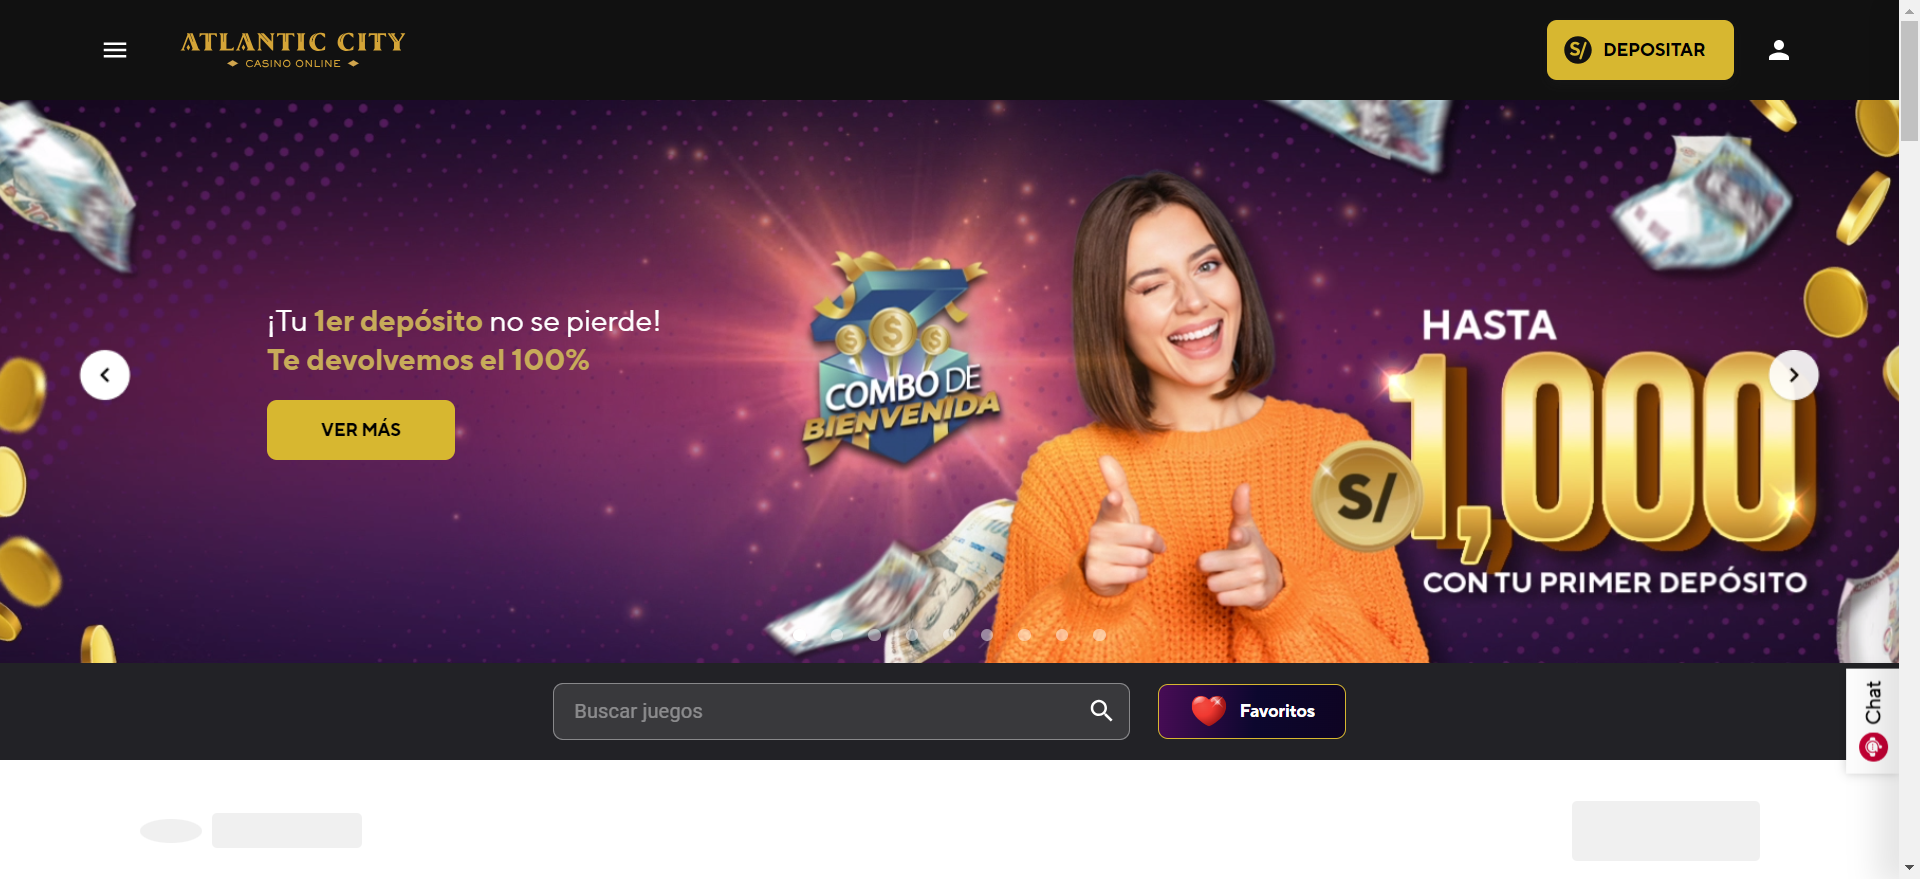 ATLANTIC CITY
CASINO ONLINE
S/ DEPOSITAR
¡Tu 1er depósito no se pierde!
Te devolvemos el 100%
VER MÁS
COMBO DE
BIENVENIDA
HASTA
S/ 1,000
CON TU PRIMER DEPÓSITO
Buscar juegos
Favoritos
Chat